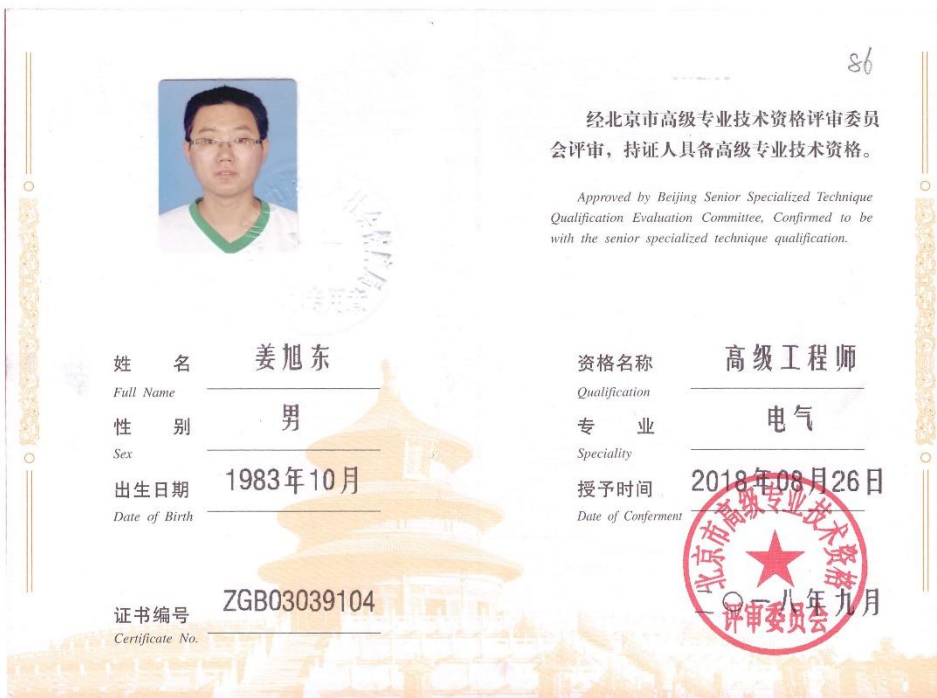 86
经北京市高级专业技术资格评审委员
会评审，持证人具备高级专业技术资格。
Approved by Beijing Senior Specialized Technique
Qualification Evaluation Committee, Confirmed to be
with the senior specialized technique qualification.
姓 名 姜旭东
Full Name
性 别 男
Sex
出生日期 1983年10月
Date of Birth
证书编号 ZGB03039104
Certificate No.
资格名称 高级工程师
Qualification
专 业 电气
Speciality
授予时间 2018年08月26日
Date of Conferment
北京市高级专业技术资格
评审委员会
二〇一八年九月